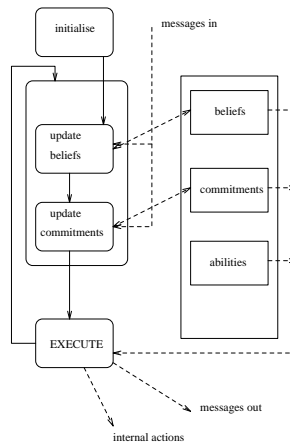 initialise
messages in
update
beliefs
update
commitments
beliefs
commitments
abilities
EXECUTE
messages out
internal actions